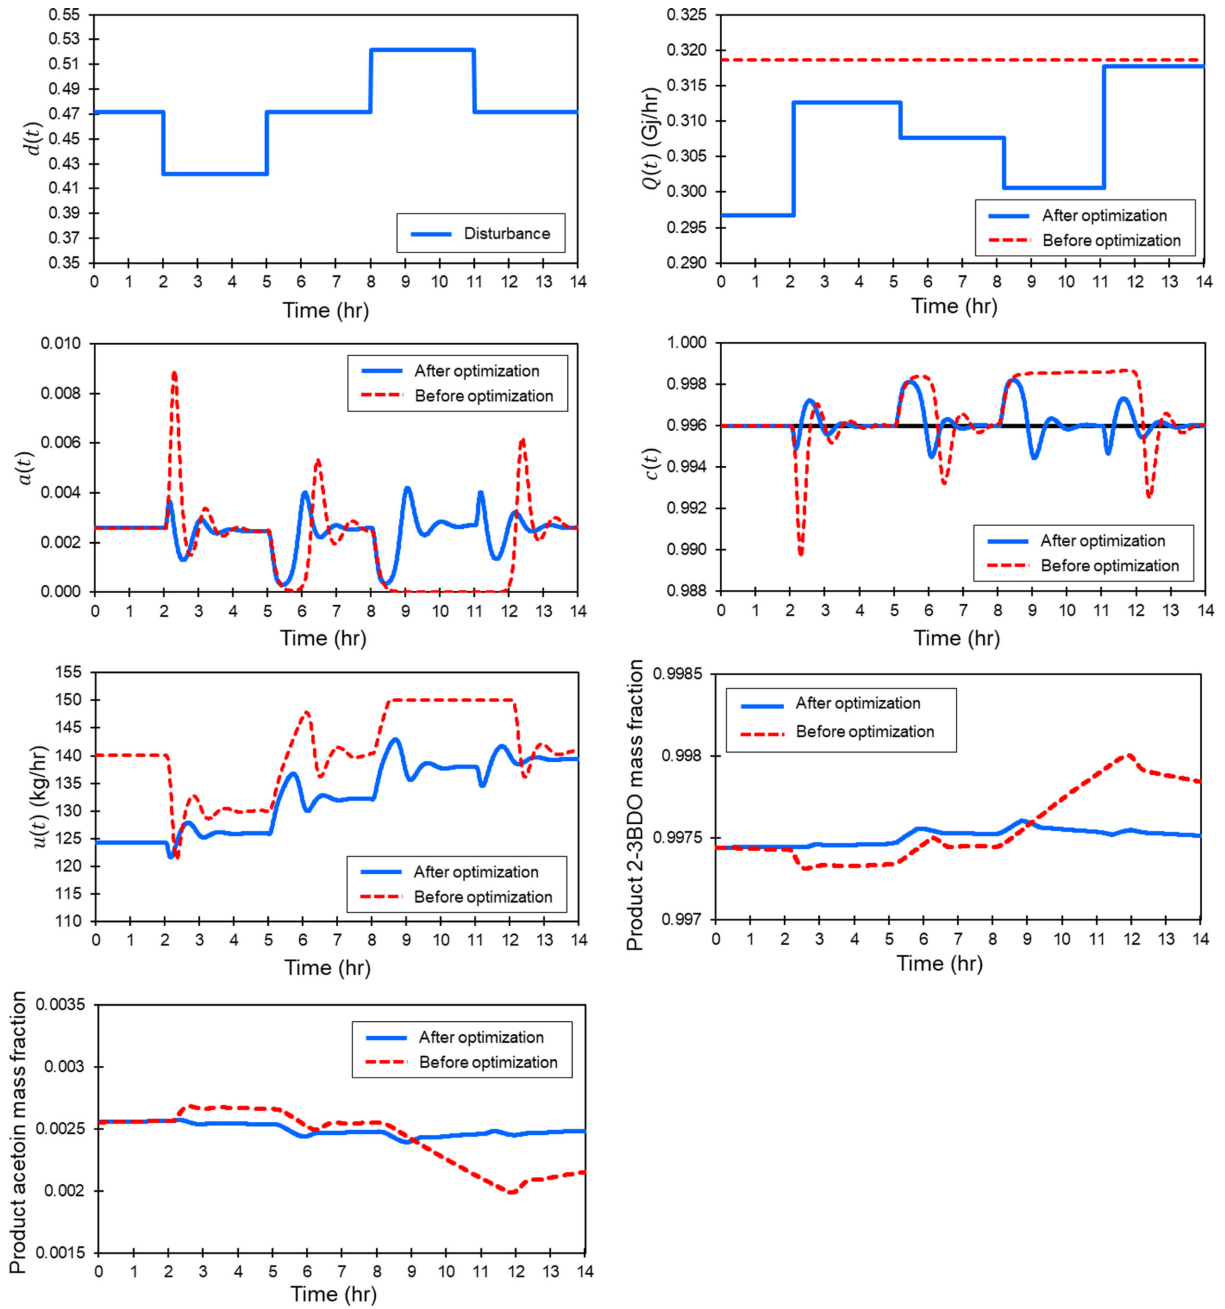 0.55
0.53
0.51
0.49
0.47
0.45
0.43
0.41
0.39
0.37
0.35
d(t)
Disturbance
0 1 2 3 4 5 6 7 8 9 10 11 12 13 14
Time (hr)
0.325
0.320
0.315
0.310
0.305
0.300
0.295
0.290
Q(t) (Gj/hr)
After optimization
Before optimization
0 1 2 3 4 5 6 7 8 9 10 11 12 13 14
Time (hr)
0.010
0.008
0.006
0.004
0.002
0.000
a(t)
After optimization
Before optimization
0 1 2 3 4 5 6 7 8 9 10 11 12 13 14
Time (hr)
1.000
0.998
0.996
0.994
0.992
0.990
0.988
c(t)
After optimization
Before optimization
0 1 2 3 4 5 6 7 8 9 10 11 12 13 14
Time (hr)
155
150
145
140
135
130
125
120
115
110
u(t) (kg/hr)
After optimization
Before optimization
0 1 2 3 4 5 6 7 8 9 10 11 12 13 14
Time (hr)
0.9985
0.998
0.9975
0.997
Product 2-3BDO mass fraction
After optimization
Before optimization
0 1 2 3 4 5 6 7 8 9 10 11 12 13 14
Time (hr)
0.0035
0.003
0.0025
0.002
0.0015
Product acetoin mass fraction
After optimization
Before optimization
0 1 2 3 4 5 6 7 8 9 10 11 12 13 14
Time (hr)